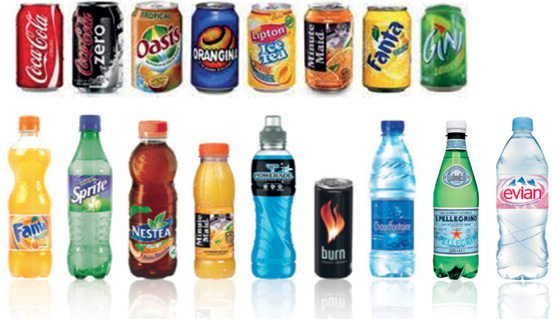 Coca-Cola
Coca-Cola
zero
TROPICAL
Oasis
ORANGINA
Lipton
Ice
Tea
Minute
Maid
Fanta
GINI
Fanta
Sprite
NESTEA
Minute
Maid
POWERADE
burn
Chaudfontaine
S.PELLEGRINO
evian